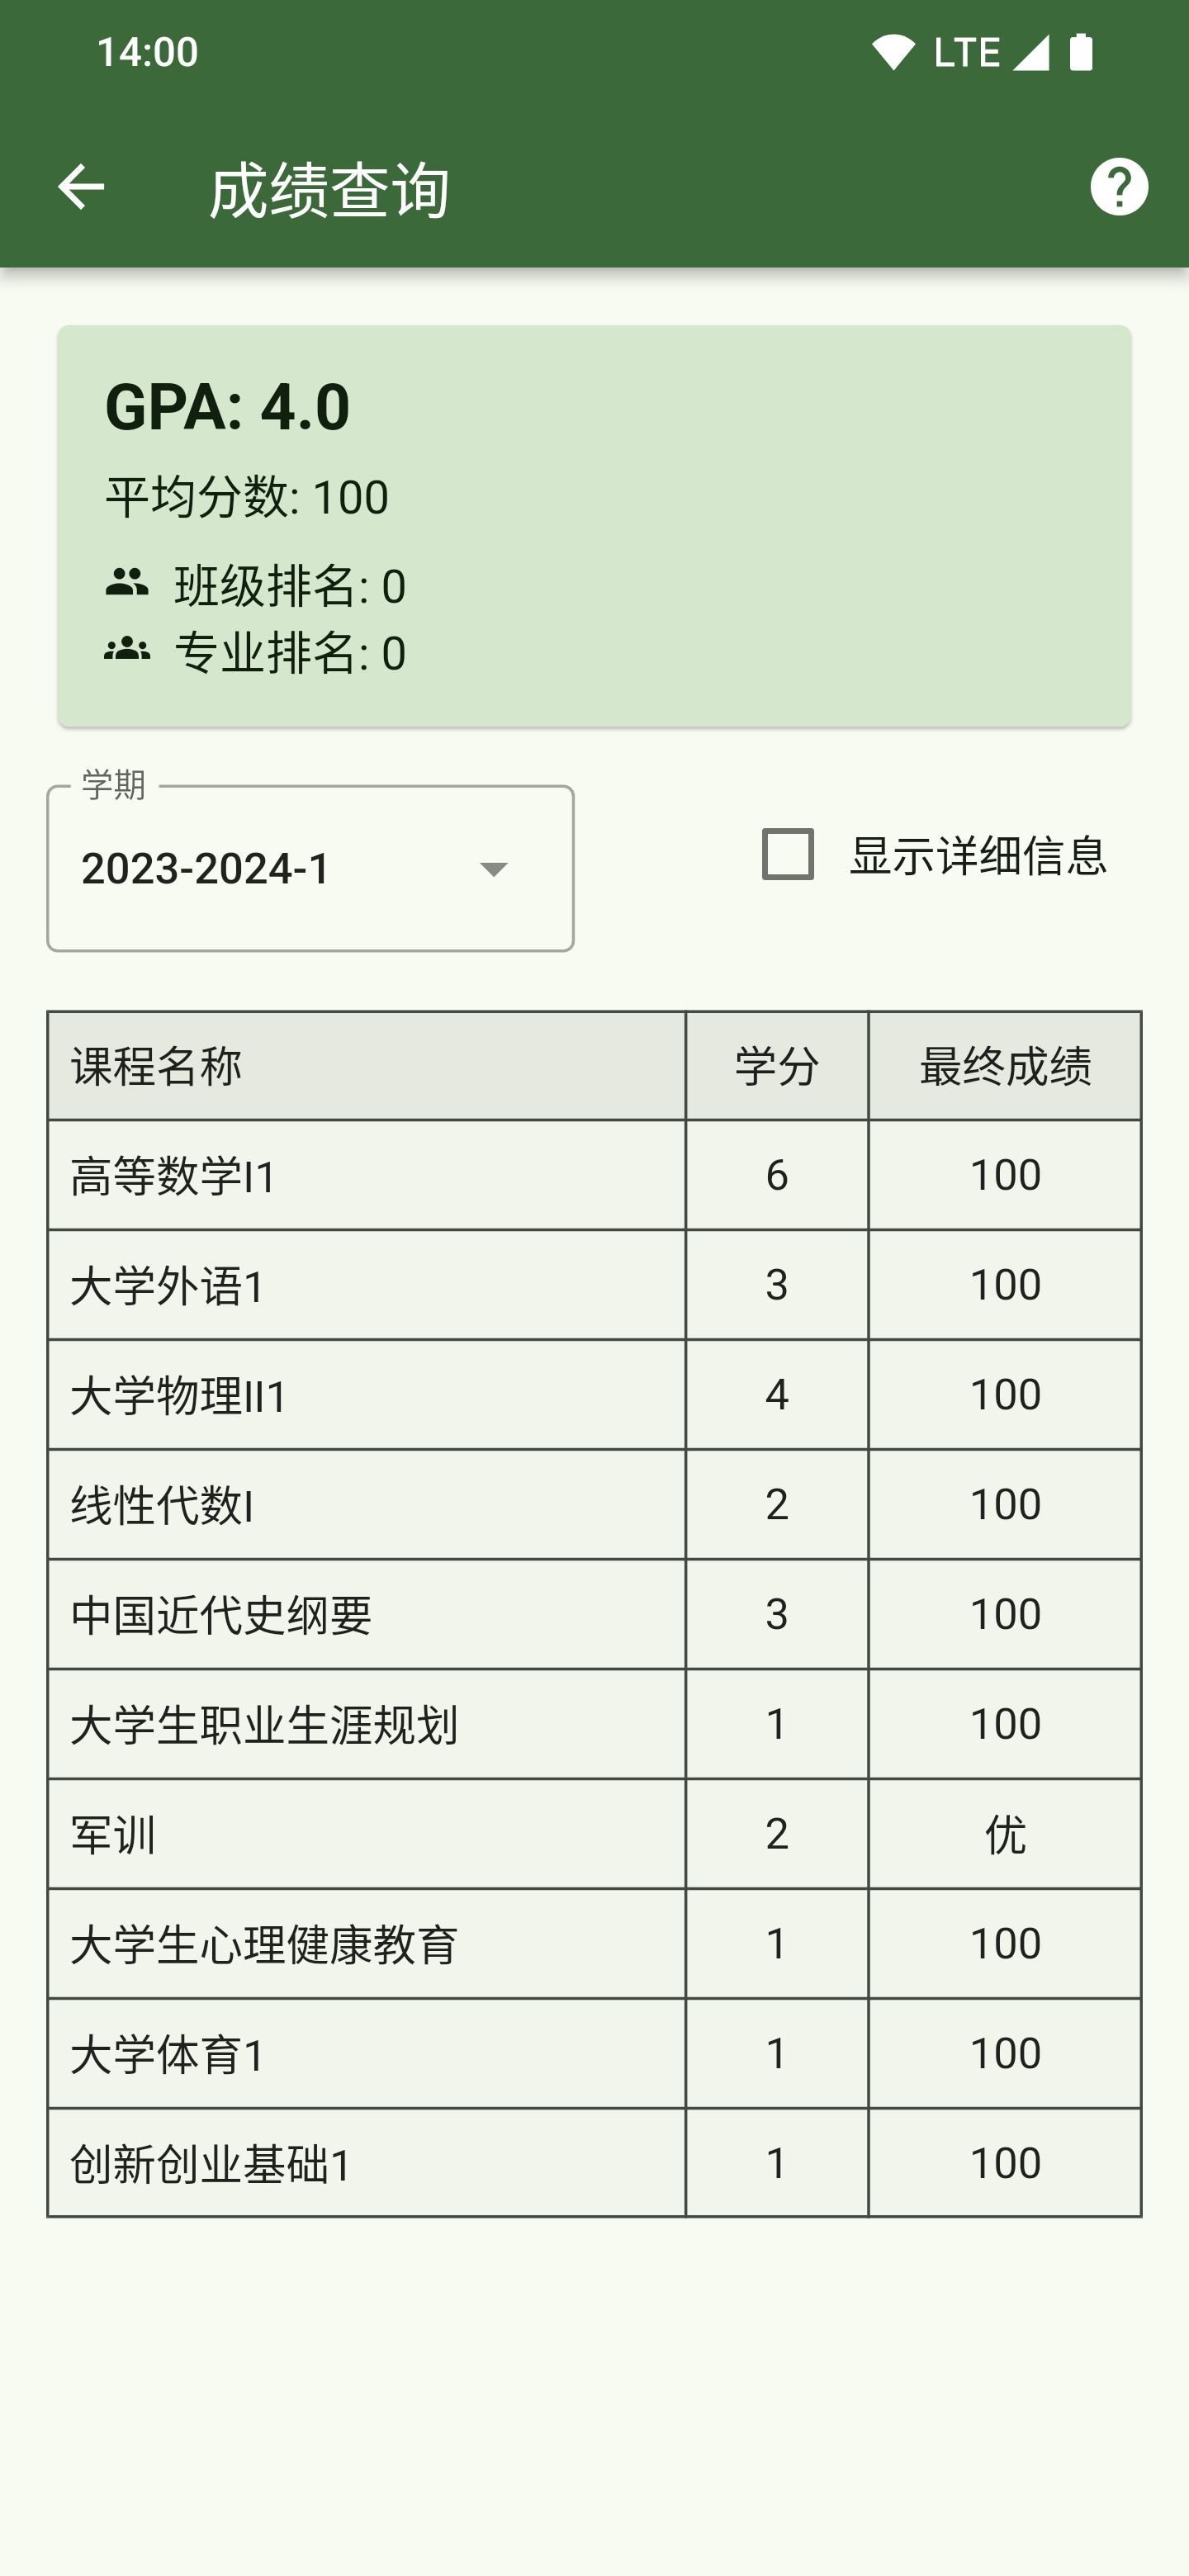 14:00 LTE
成绩查询
GPA: 4.0
平均分数: 100
班级排名: 0
专业排名: 0
学期
2023-2024-1
显示详细信息
课程名称 学分 最终成绩
高等数学I1 6 100
大学外语1 3 100
大学物理II1 4 100
线性代数I 2 100
中国近代史纲要 3 100
大学生职业生涯规划 1 100
军训 2 优
大学生心理健康教育 1 100
大学体育1 1 100
创新创业基础1 1 100